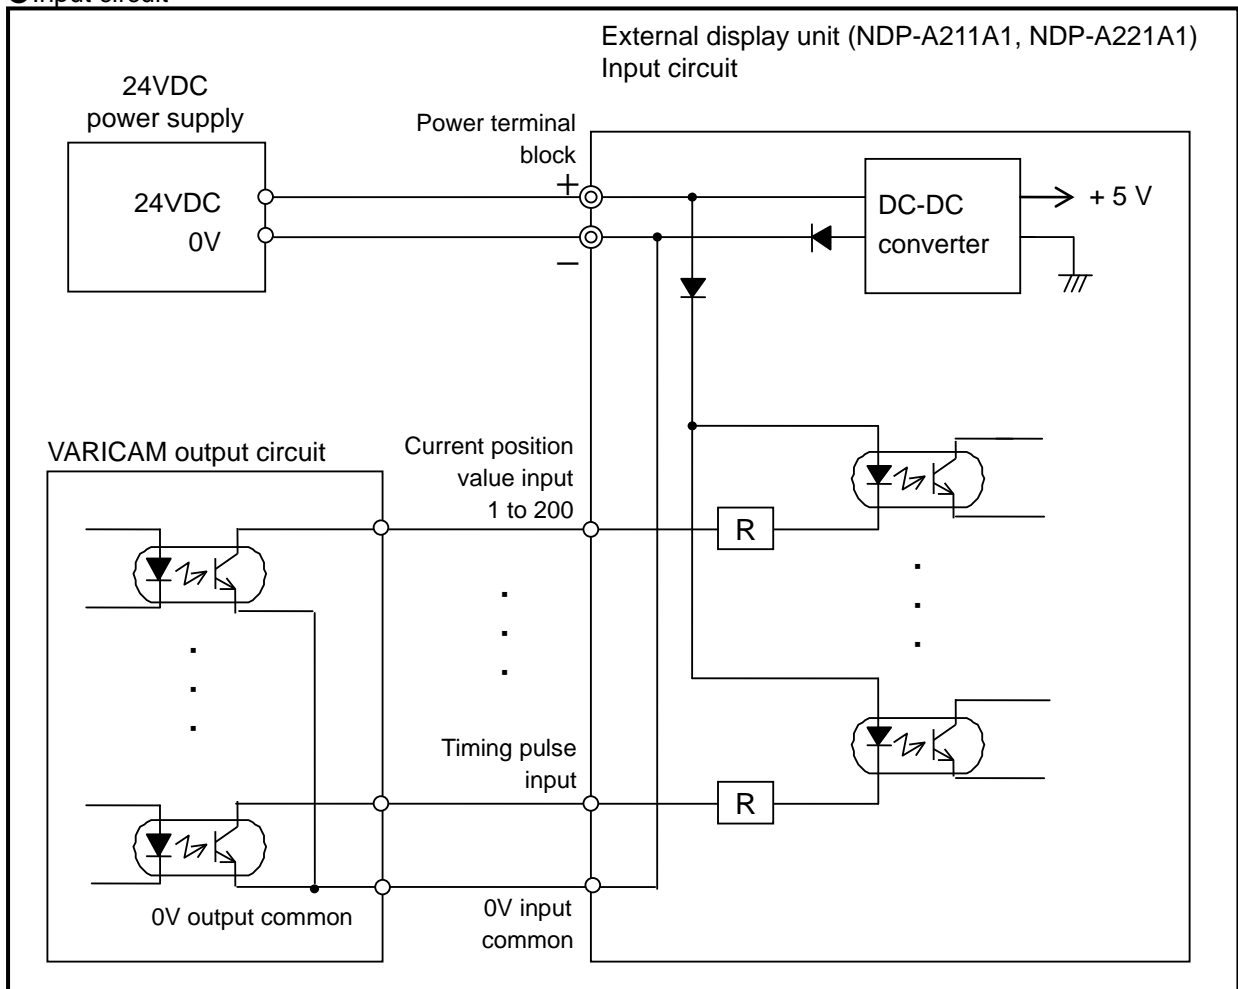 ●Input circuit
External display unit (NDP-A211A1, NDP-A221A1)
Input circuit
24VDC
power supply
Power terminal
block
+
24VDC
0V
−
DC-DC
converter
+ 5 V
VARICAM output circuit
Current position
value input
1 to 200
R
Timing pulse
input
R
0V output common
0V input
common